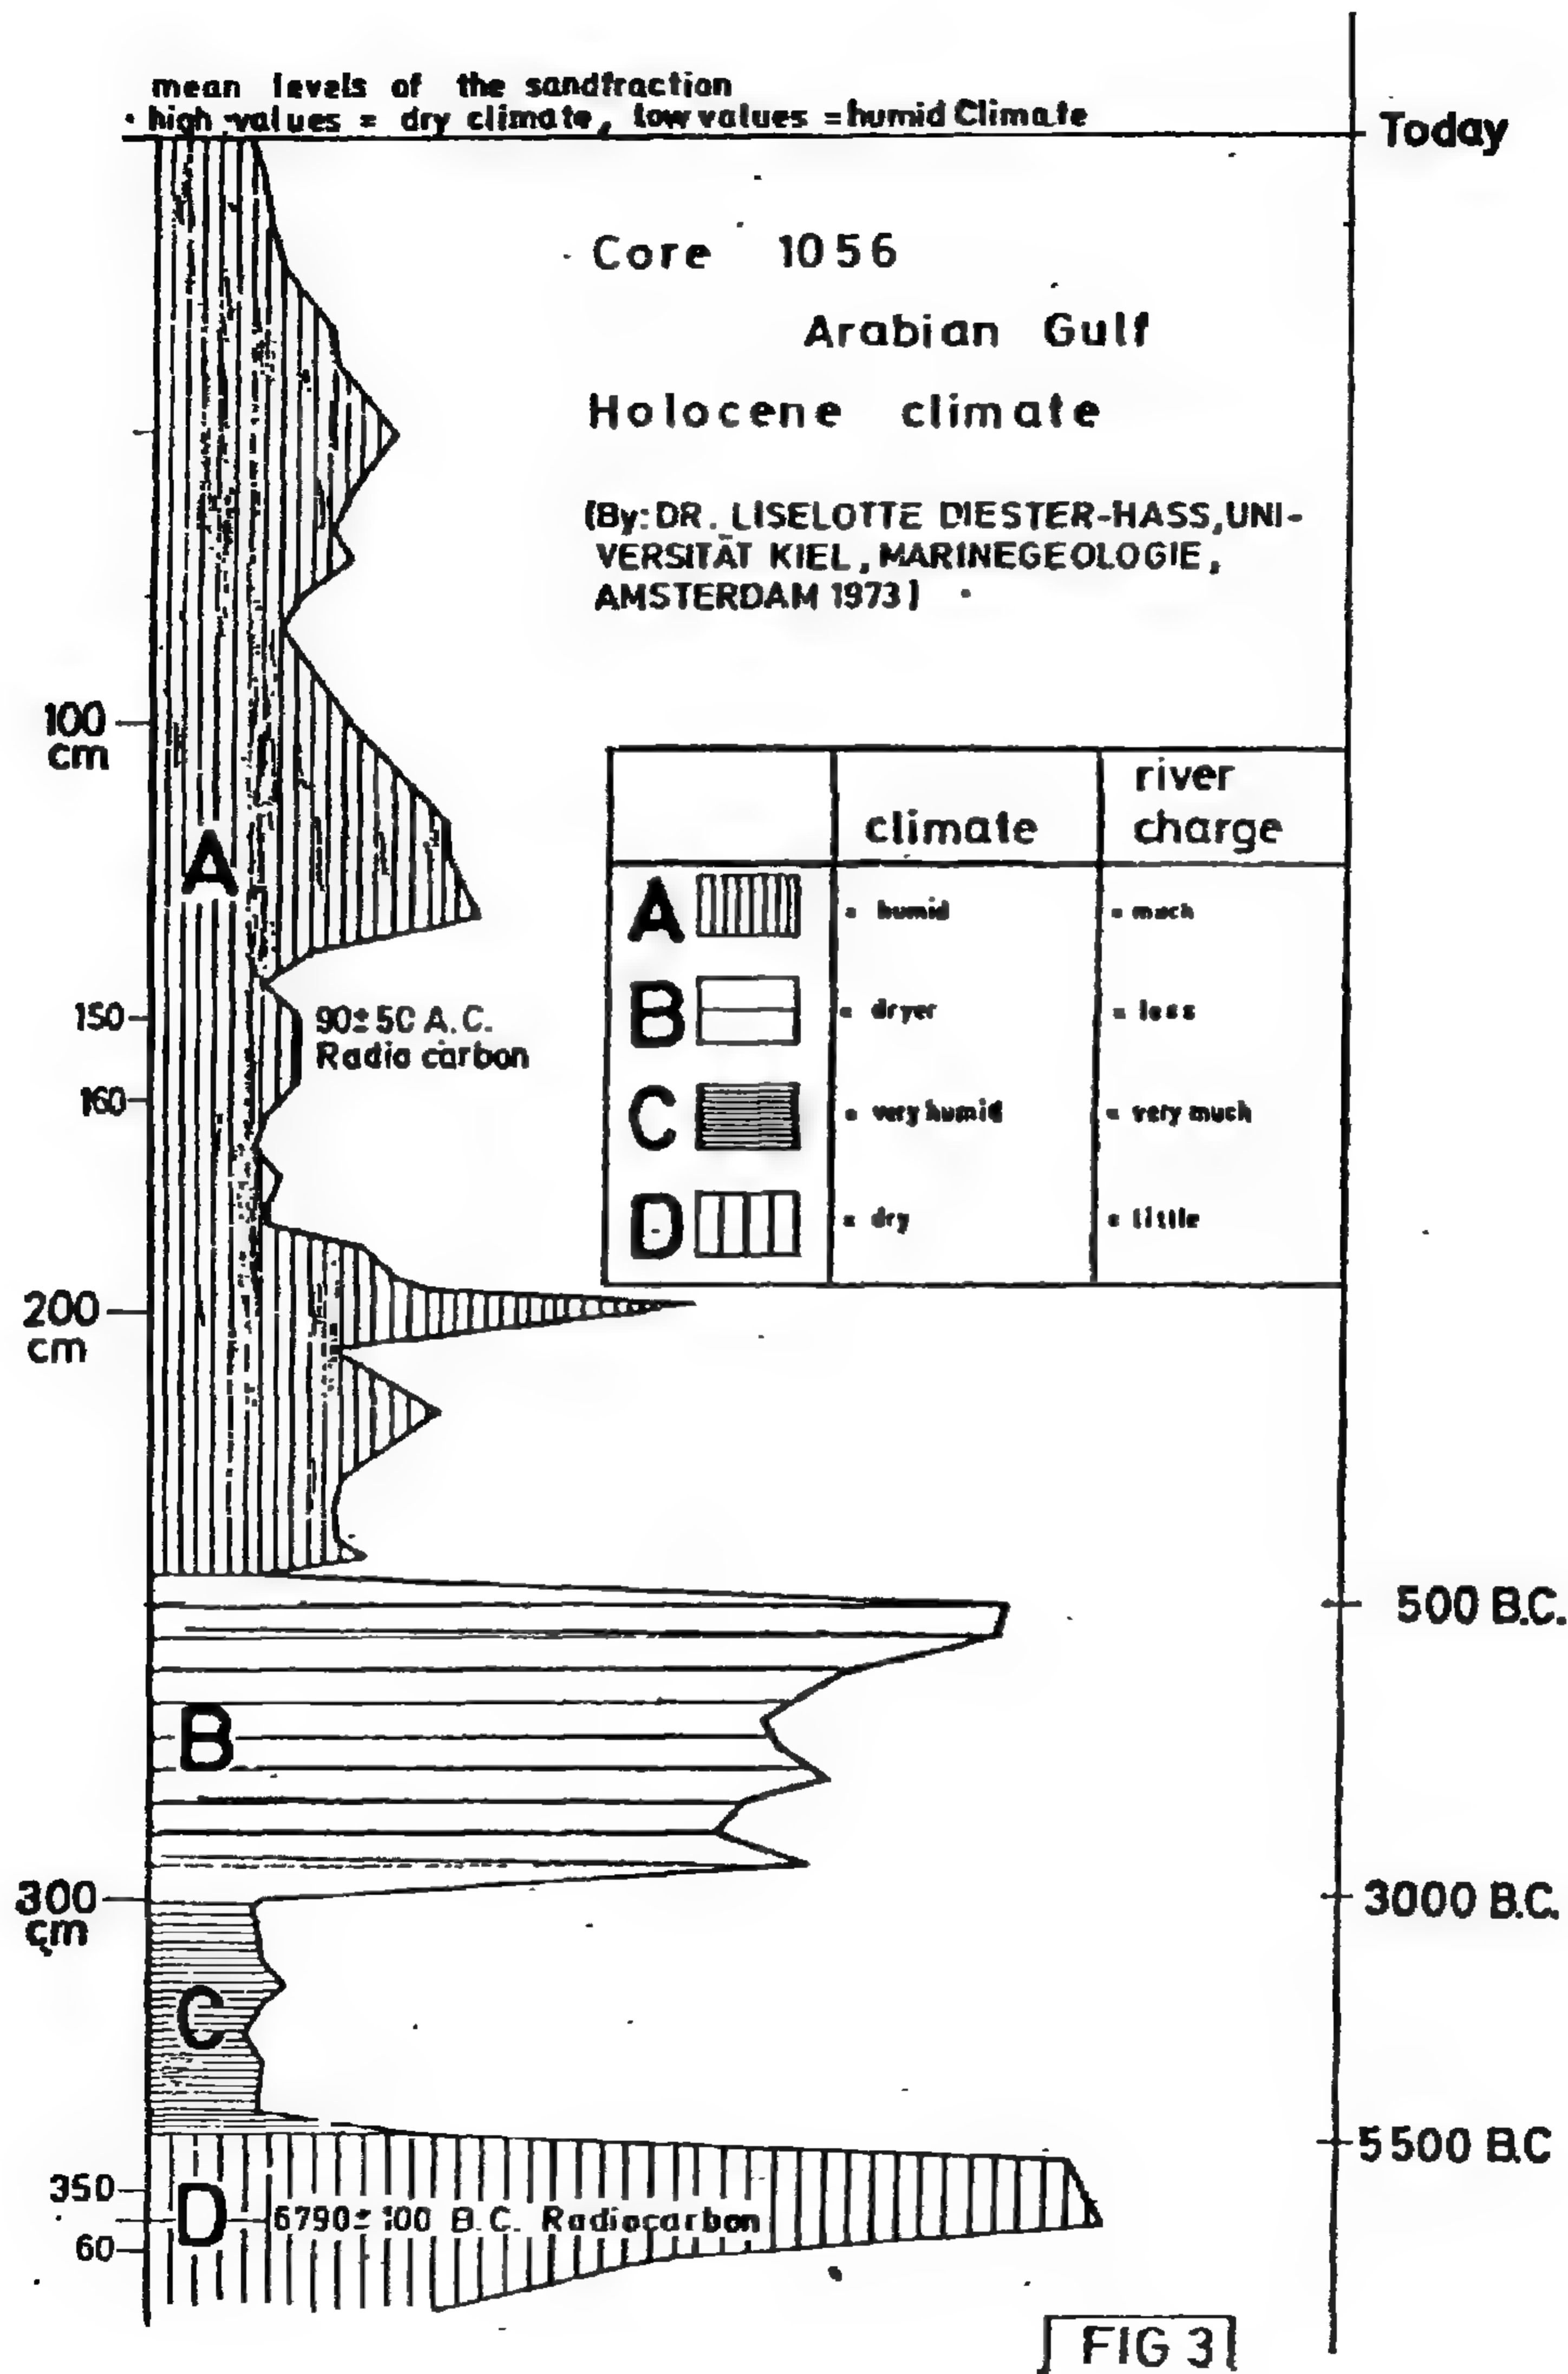 mean levels of the sandfraction
high values = dry climate, low values = humid Climate
Today
Core 1056
Arabian Gulf
Holocene climate
(By: DR. LISELOTTE DIESTER-HASS, UNI-
VERSITÄT KIEL, MARINEGEOLOGIE,
AMSTERDAM 1973)
100
cm
A
150
160
90±50 A.C.
Radio carbon
climate
river
charge
A = humid = much
B = dryer = less
C = very humid = very much
D = dry = little
200
cm
500 B.C.
B
300
cm
3000 B.C.
C
5500 B.C
350
D
6790±100 B.C. Radiocarbon
60
FIG 3